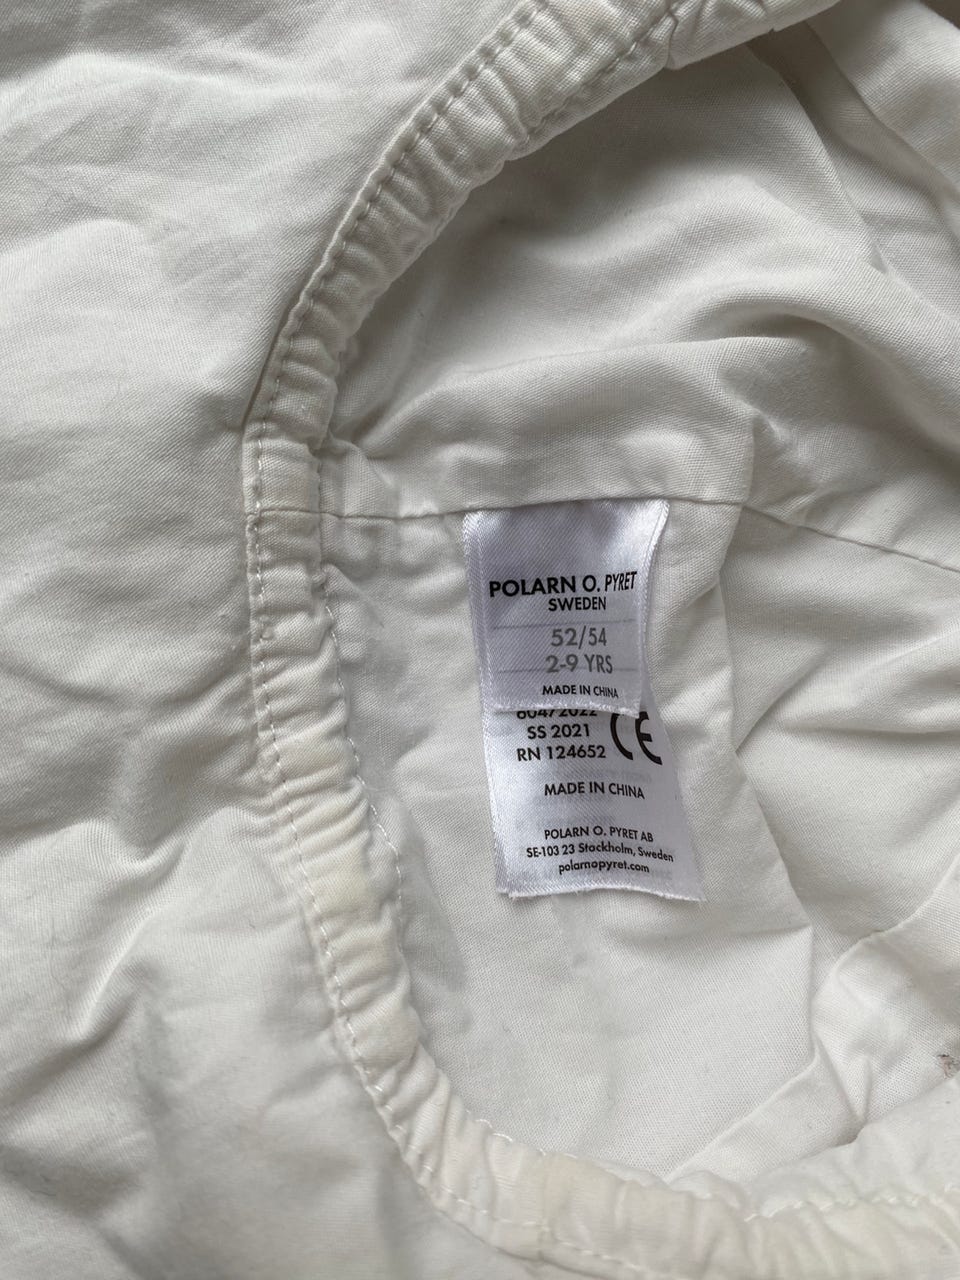 POLARN O. PYRET
SWEDEN
52/54
2-9 YRS
MADE IN CHINA
60472022
SS 2021
RN 124652
CE
MADE IN CHINA
POLARN O. PYRET AB
SE-103 23 Stockholm, Sweden
polarnopyret.com